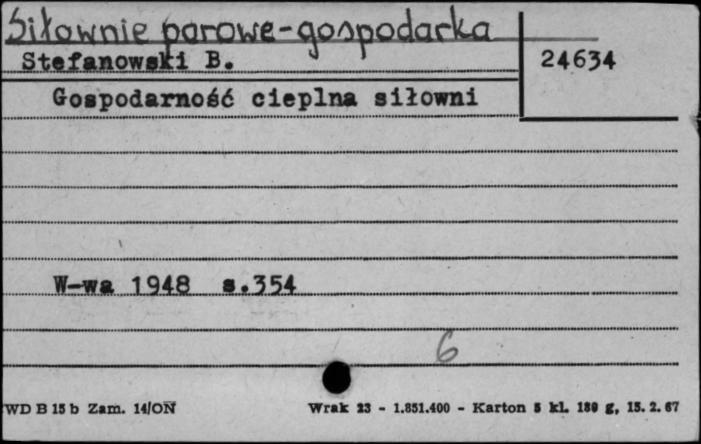 Siłownie parowe-gospodarka
Stefanowski B.
24634
Gospodarność cieplna siłowni
W-wa 1948 s.354
6
WD B 15 b Zam. 14/ON Wrak 23 - 1.851.400 - Karton 5 kl. 180 g, 15. 2. 67